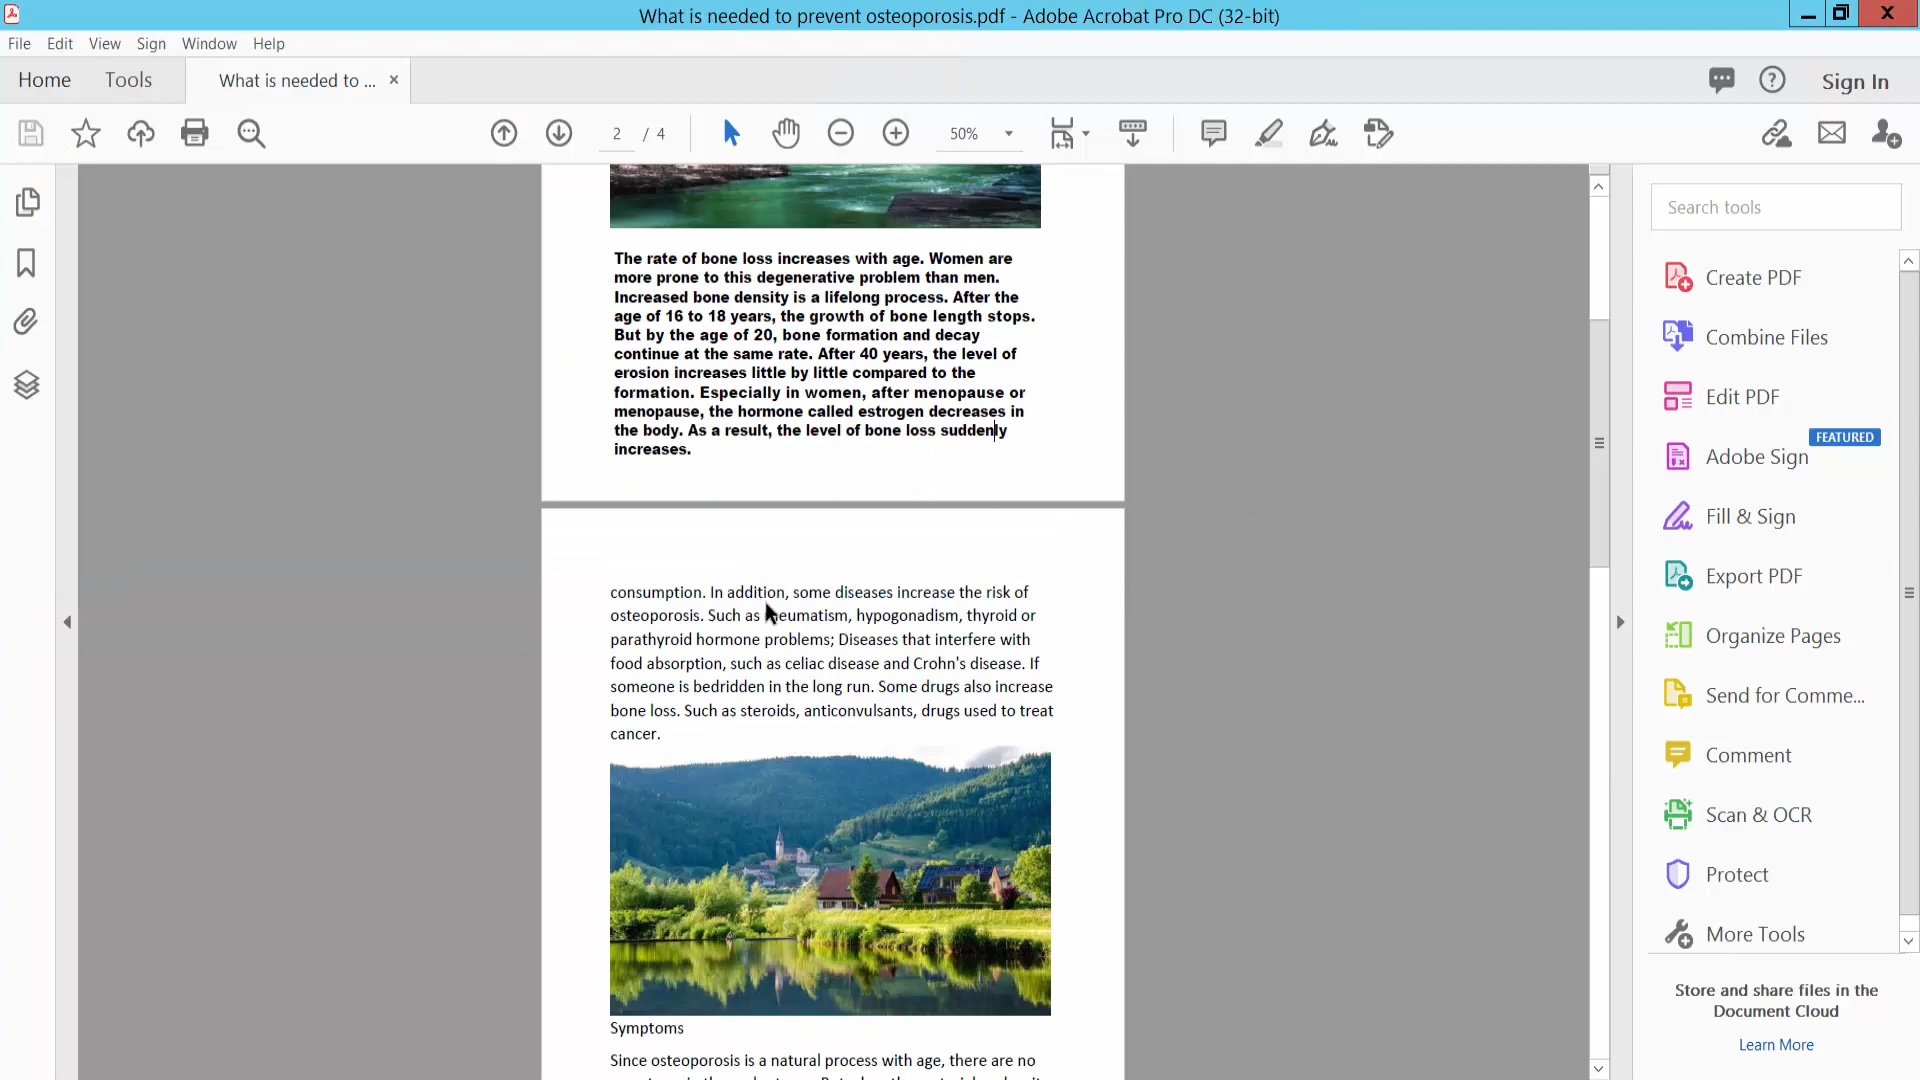 What is needed to prevent osteoporosis.pdf - Adobe Acrobat Pro DC (32-bit)
File Edit View Sign Window Help
Home Tools What is needed to ... × Sign In
2 / 4 50%
Search tools
The rate of bone loss increases with age. Women are
more prone to this degenerative problem than men.
Increased bone density is a lifelong process. After the
age of 16 to 18 years, the growth of bone length stops.
But by the age of 20, bone formation and decay
continue at the same rate. After 40 years, the level of
erosion increases little by little compared to the
formation. Especially in women, after menopause or
menopause, the hormone called estrogen decreases in
the body. As a result, the level of bone loss suddenly
increases.
consumption. In addition, some diseases increase the risk of
osteoporosis. Such as rheumatism, hypogonadism, thyroid or
parathyroid hormone problems; Diseases that interfere with
food absorption, such as celiac disease and Crohn's disease. If
someone is bedridden in the long run. Some drugs also increase
bone loss. Such as steroids, anticonvulsants, drugs used to treat
cancer.
Symptoms
Since osteoporosis is a natural process with age, there are no
Create PDF
Combine Files
Edit PDF
FEATURED
Adobe Sign
Fill & Sign
Export PDF
Organize Pages
Send for Comme...
Comment
Scan & OCR
Protect
More Tools
Store and share files in the
Document Cloud
Learn More